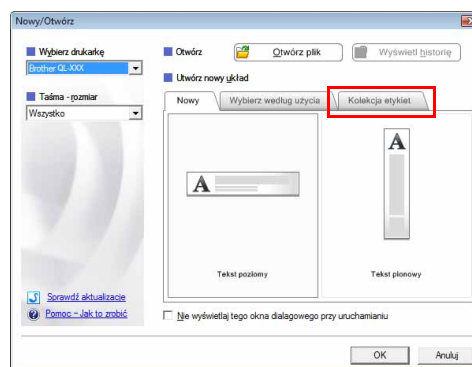 Nowy/Otwórz
Wybierz drukarkę
Brother QL-XXX
Taśma - rozmiar
Wszystko
Otwórz
Otwórz plik
Wyświetl historię
Utwórz nowy układ
Nowy
Wybierz według użycia
Kolekcja etykiet
A
A
Tekst poziomy
Tekst pionowy
Sprawdź aktualizacje
Pomoc - Jak to zrobić
Nie wyświetlaj tego okna dialogowego przy uruchamianiu
OK
Anuluj